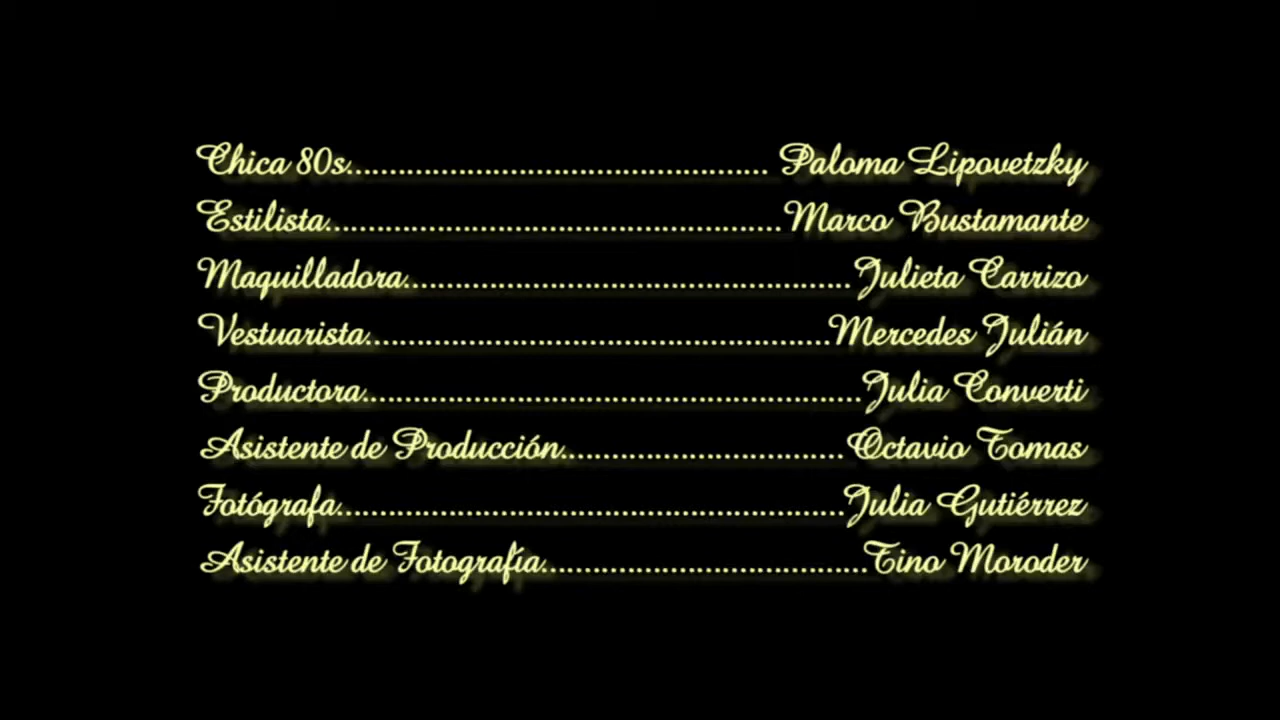 Chica 80s.......................................... Paloma Lipovetzky
Estilista.............................................Marco Bustamante
Maquilladora............................................Julieta Carrizo
Vestuarista..............................................Mercedes Julián
Productora..................................................Julia Converti
Asistente de Producción............................Octavio Tomas
Fotógrafa..................................................Julia Gutiérrez
Asistente de Fotografía................................Tino Moroder